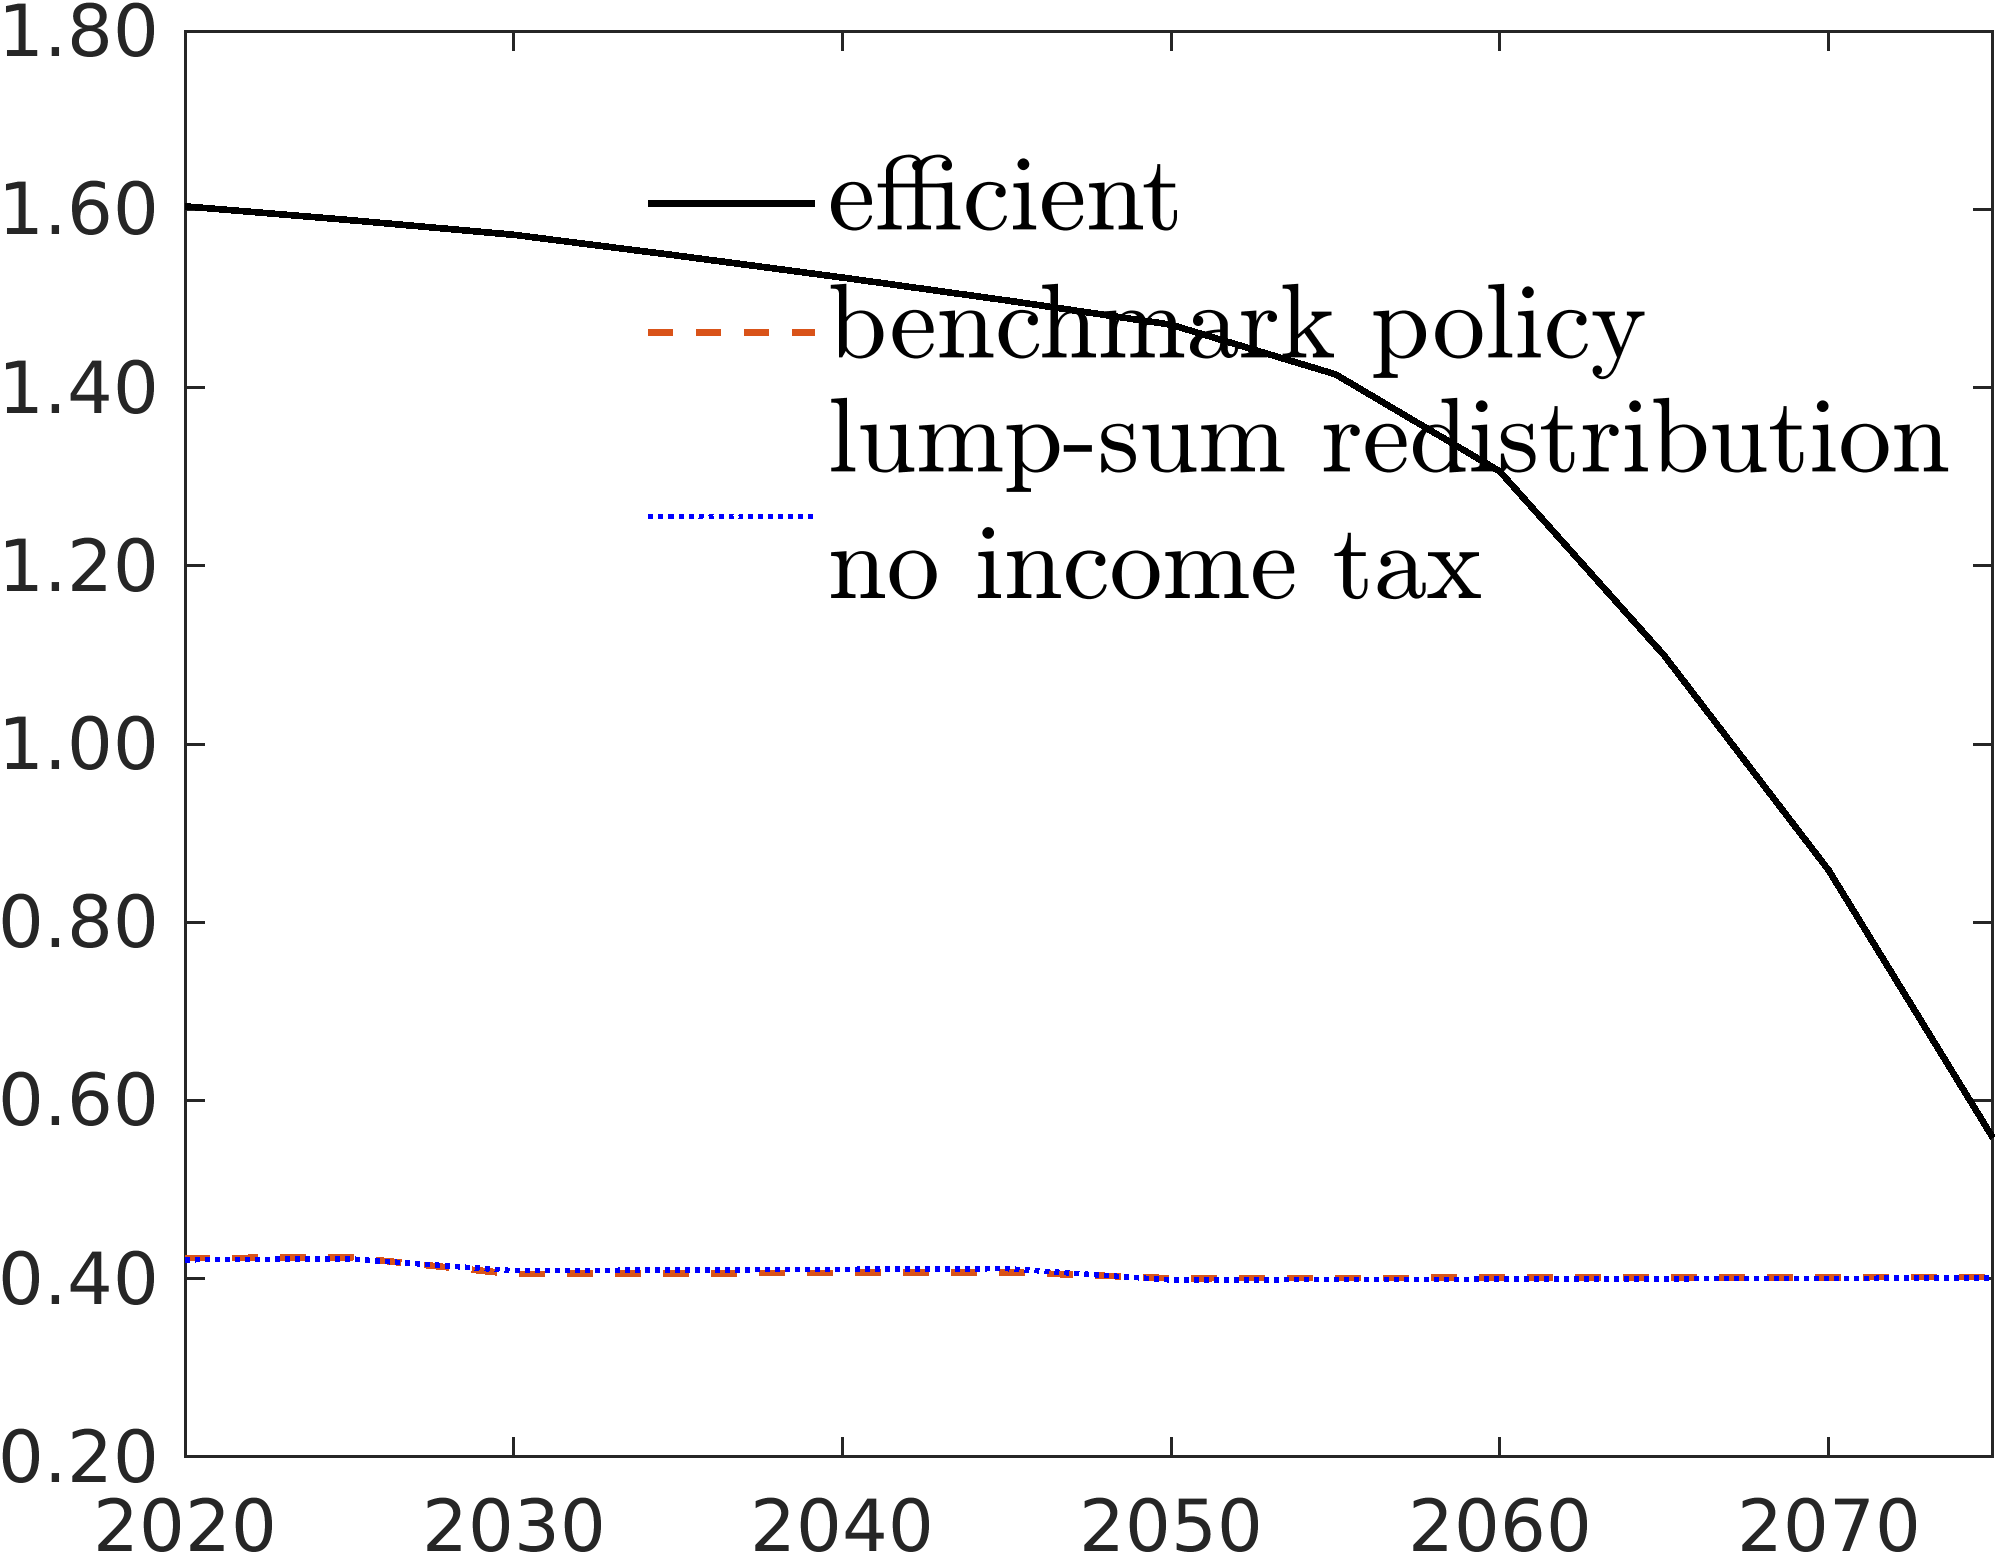 1.80
1.60
1.40
1.20
1.00
0.80
0.60
0.40
0.20
efficient
benchmark policy
lump-sum redistribution
no income tax
2020 2030 2040 2050 2060 2070